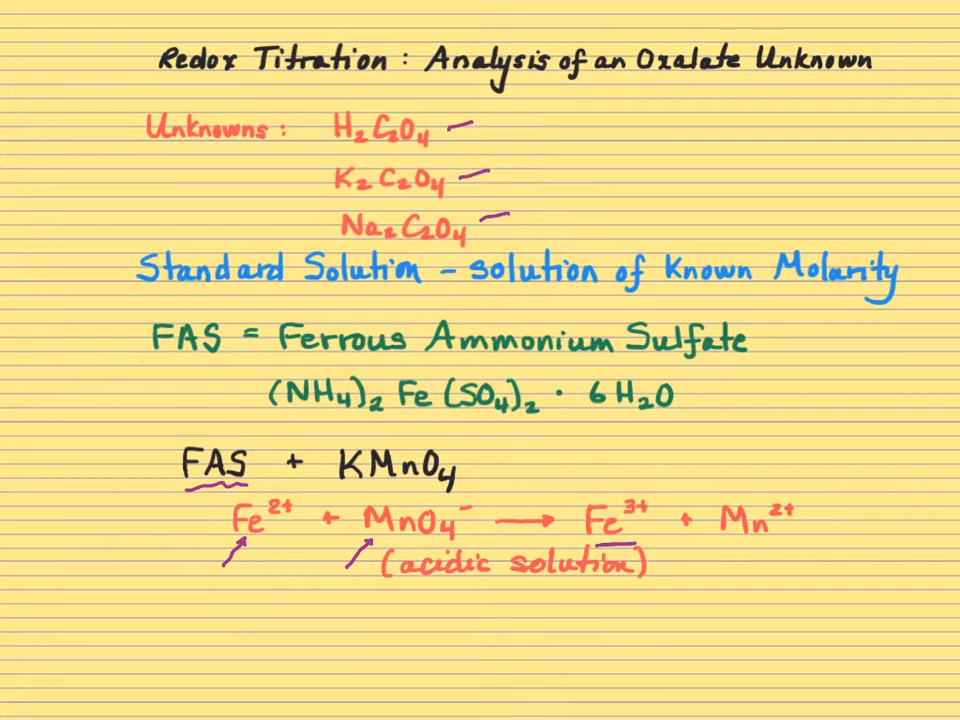 Redox Titration : Analysis of an Oxalate Unknown
Unknowns : H₂C₂O₄
K₂C₂O₄
Na₂C₂O₄
Standard Solution - solution of Known Molarity
FAS = Ferrous Ammonium Sulfate
(NH₄)₂ Fe (SO₄)₂ · 6 H₂O
FAS + KMnO₄
Fe²⁺ + MnO₄⁻ → Fe³⁺ + Mn²⁺
(acidic solution)